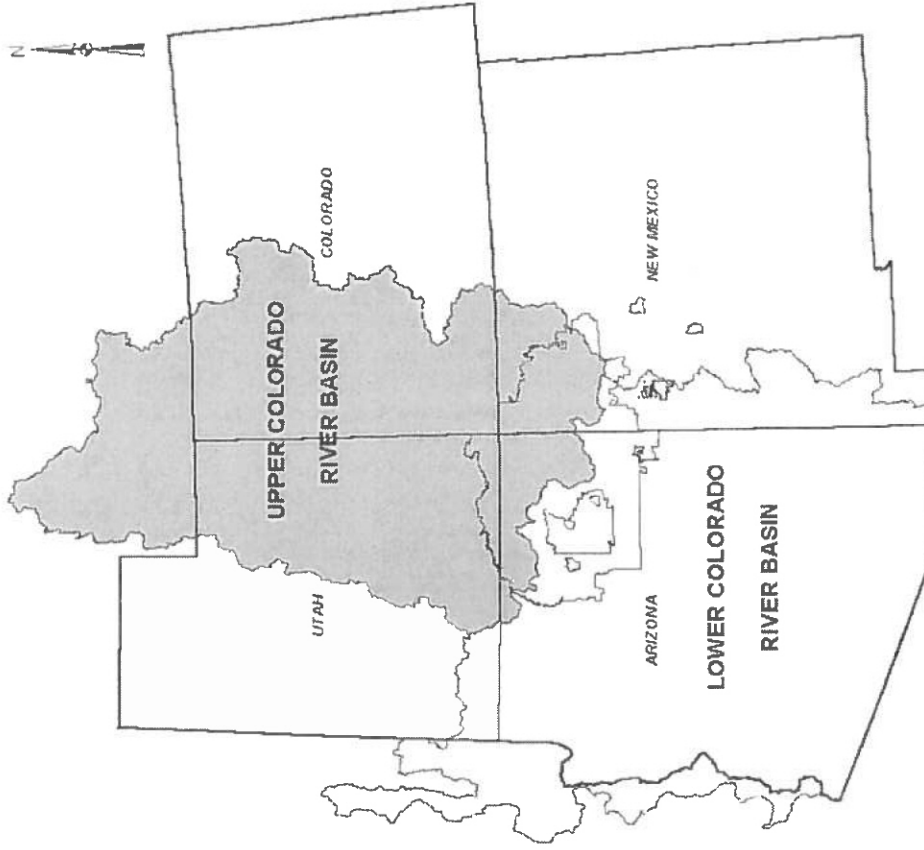 N
COLORADO
UPPER COLORADO
RIVER BASIN
UTAH
NEW MEXICO
ARIZONA
LOWER COLORADO
RIVER BASIN